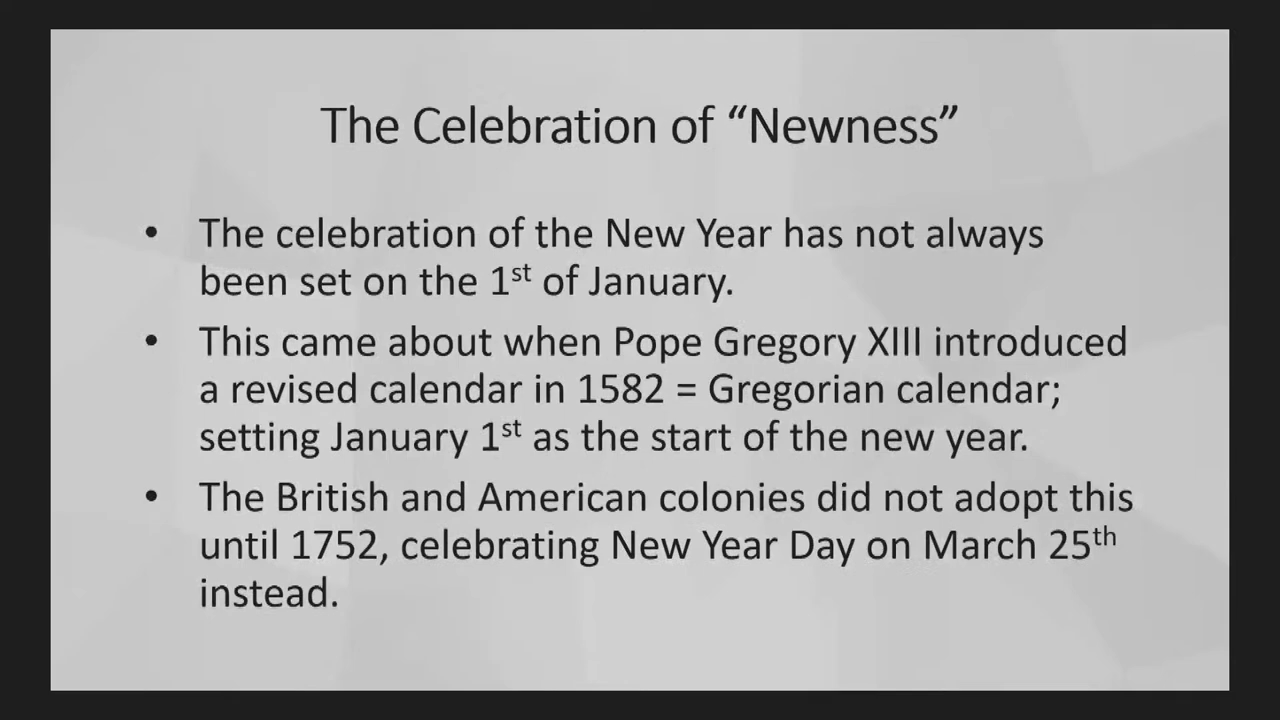 The Celebration of “Newness”
• The celebration of the New Year has not always
been set on the 1st of January.
• This came about when Pope Gregory XIII introduced
a revised calendar in 1582 = Gregorian calendar;
setting January 1st as the start of the new year.
• The British and American colonies did not adopt this
until 1752, celebrating New Year Day on March 25th
instead.